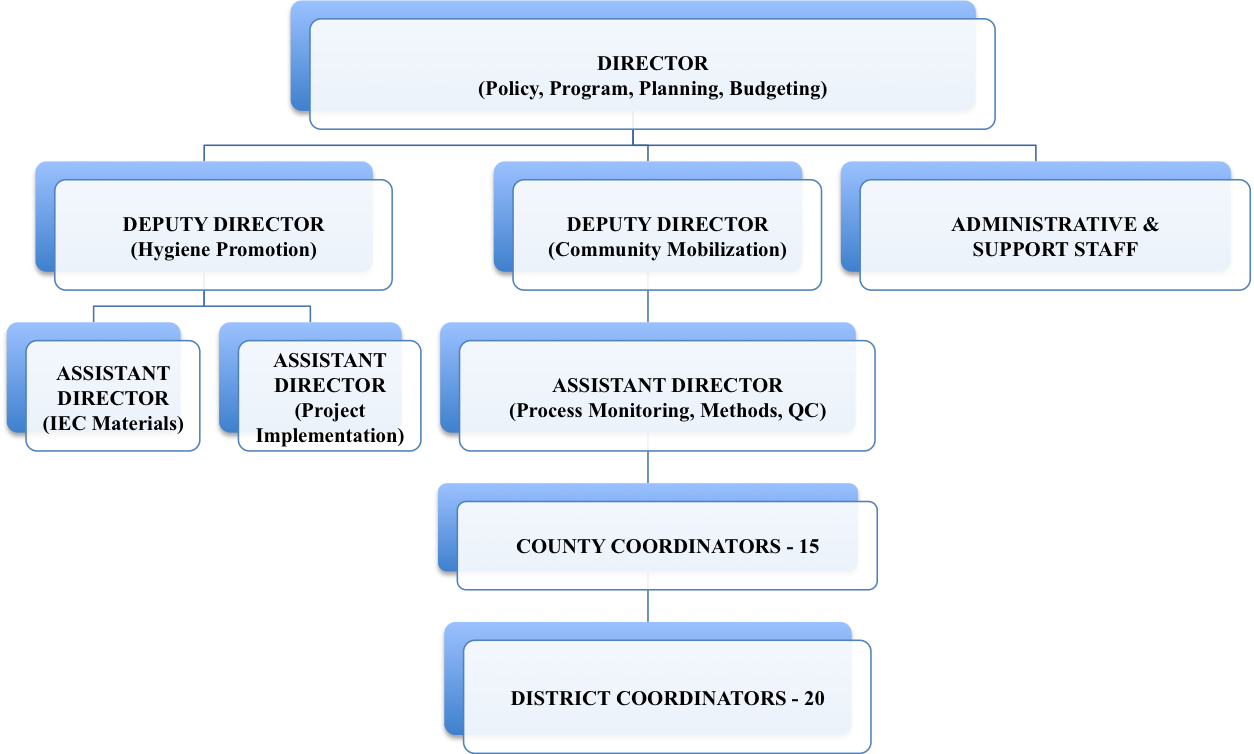 DIRECTOR
(Policy, Program, Planning, Budgeting)
DEPUTY DIRECTOR
(Hygiene Promotion)
DEPUTY DIRECTOR
(Community Mobilization)
ADMINISTRATIVE &
SUPPORT STAFF
ASSISTANT
DIRECTOR
(IEC Materials)
ASSISTANT
DIRECTOR
(Project
Implementation)
ASSISTANT DIRECTOR
(Process Monitoring, Methods, QC)
COUNTY COORDINATORS - 15
DISTRICT COORDINATORS - 20